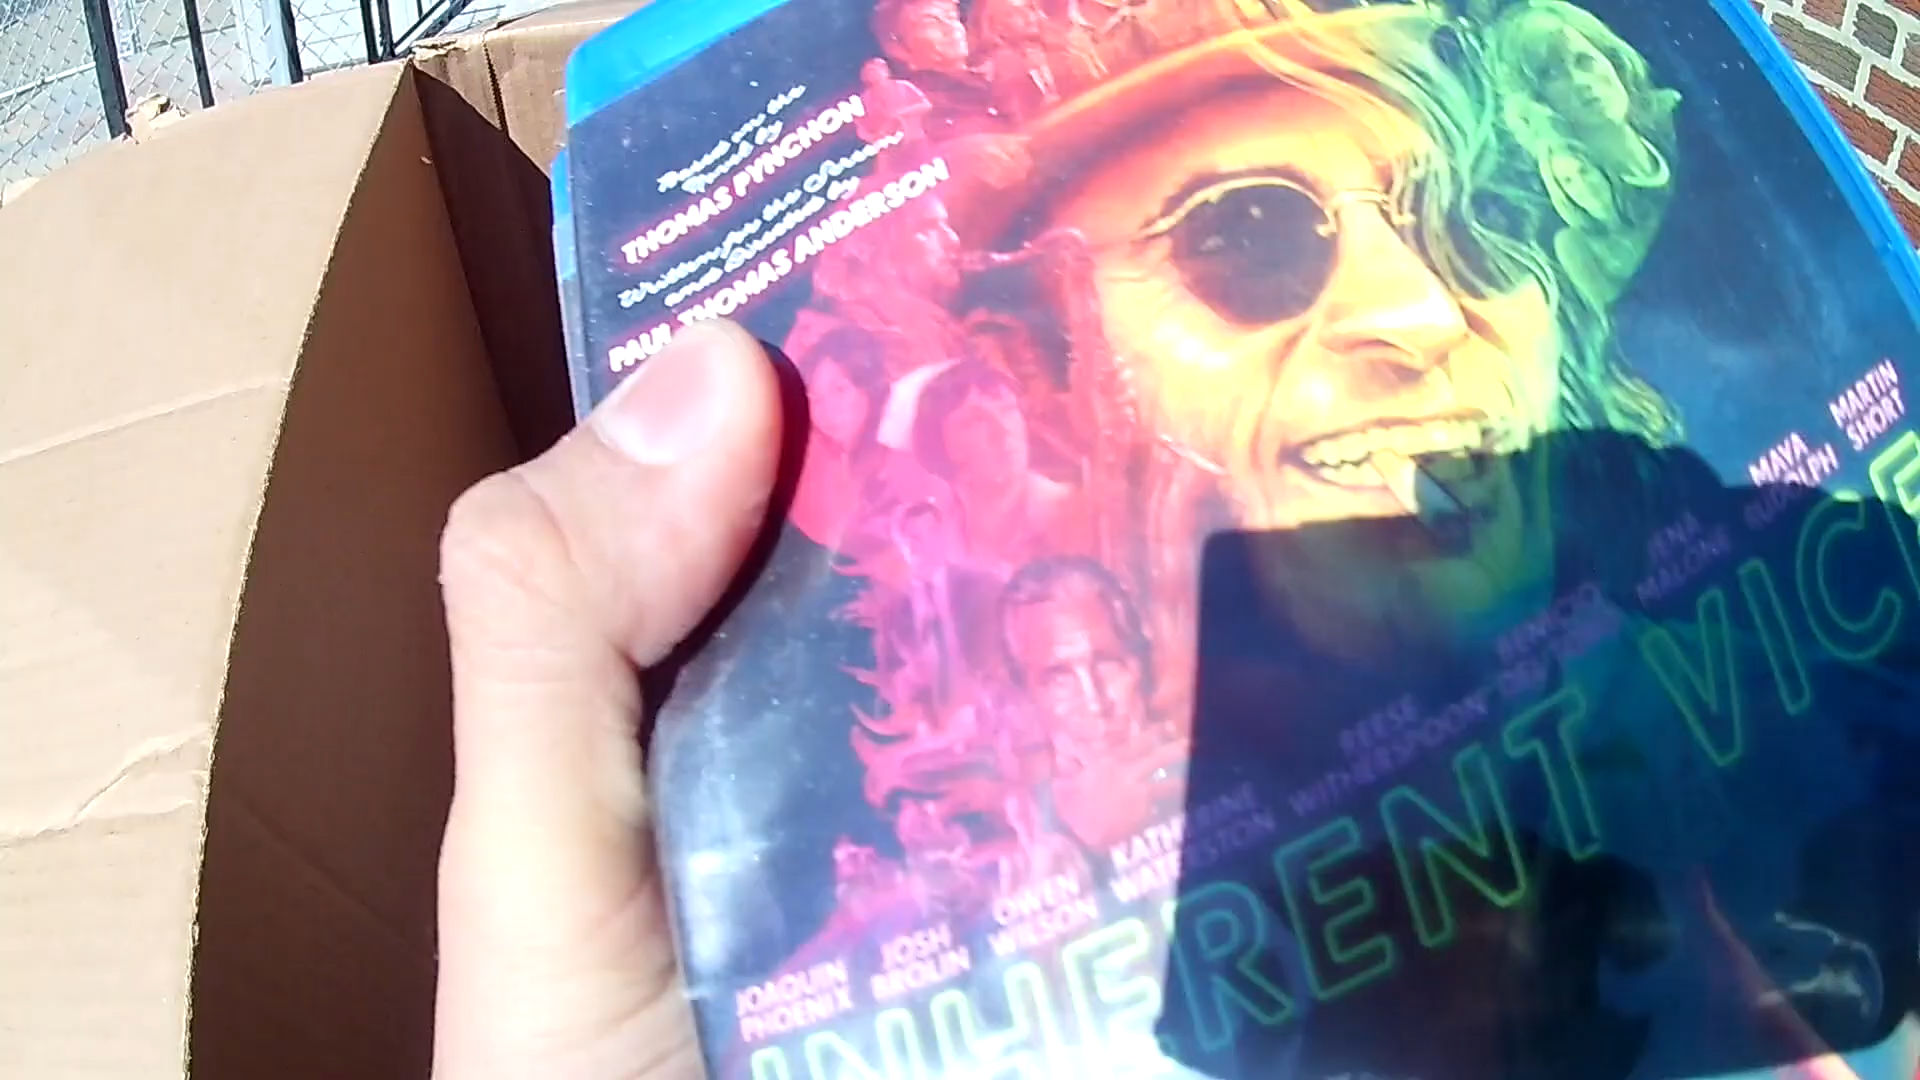 Based on the
Novel by
THOMAS PYNCHON
Written for the Screen
and Directed by
PAUL THOMAS ANDERSON
JOAQUIN PHOENIX
JOSH BROLIN
OWEN WILSON
KATHERINE WATERSTON
REESE WITHERSPOON
BENICIO DEL TORO
JENA MALONE
MAYA RUDOLPH
MARTIN SHORT
INHERENT VICE